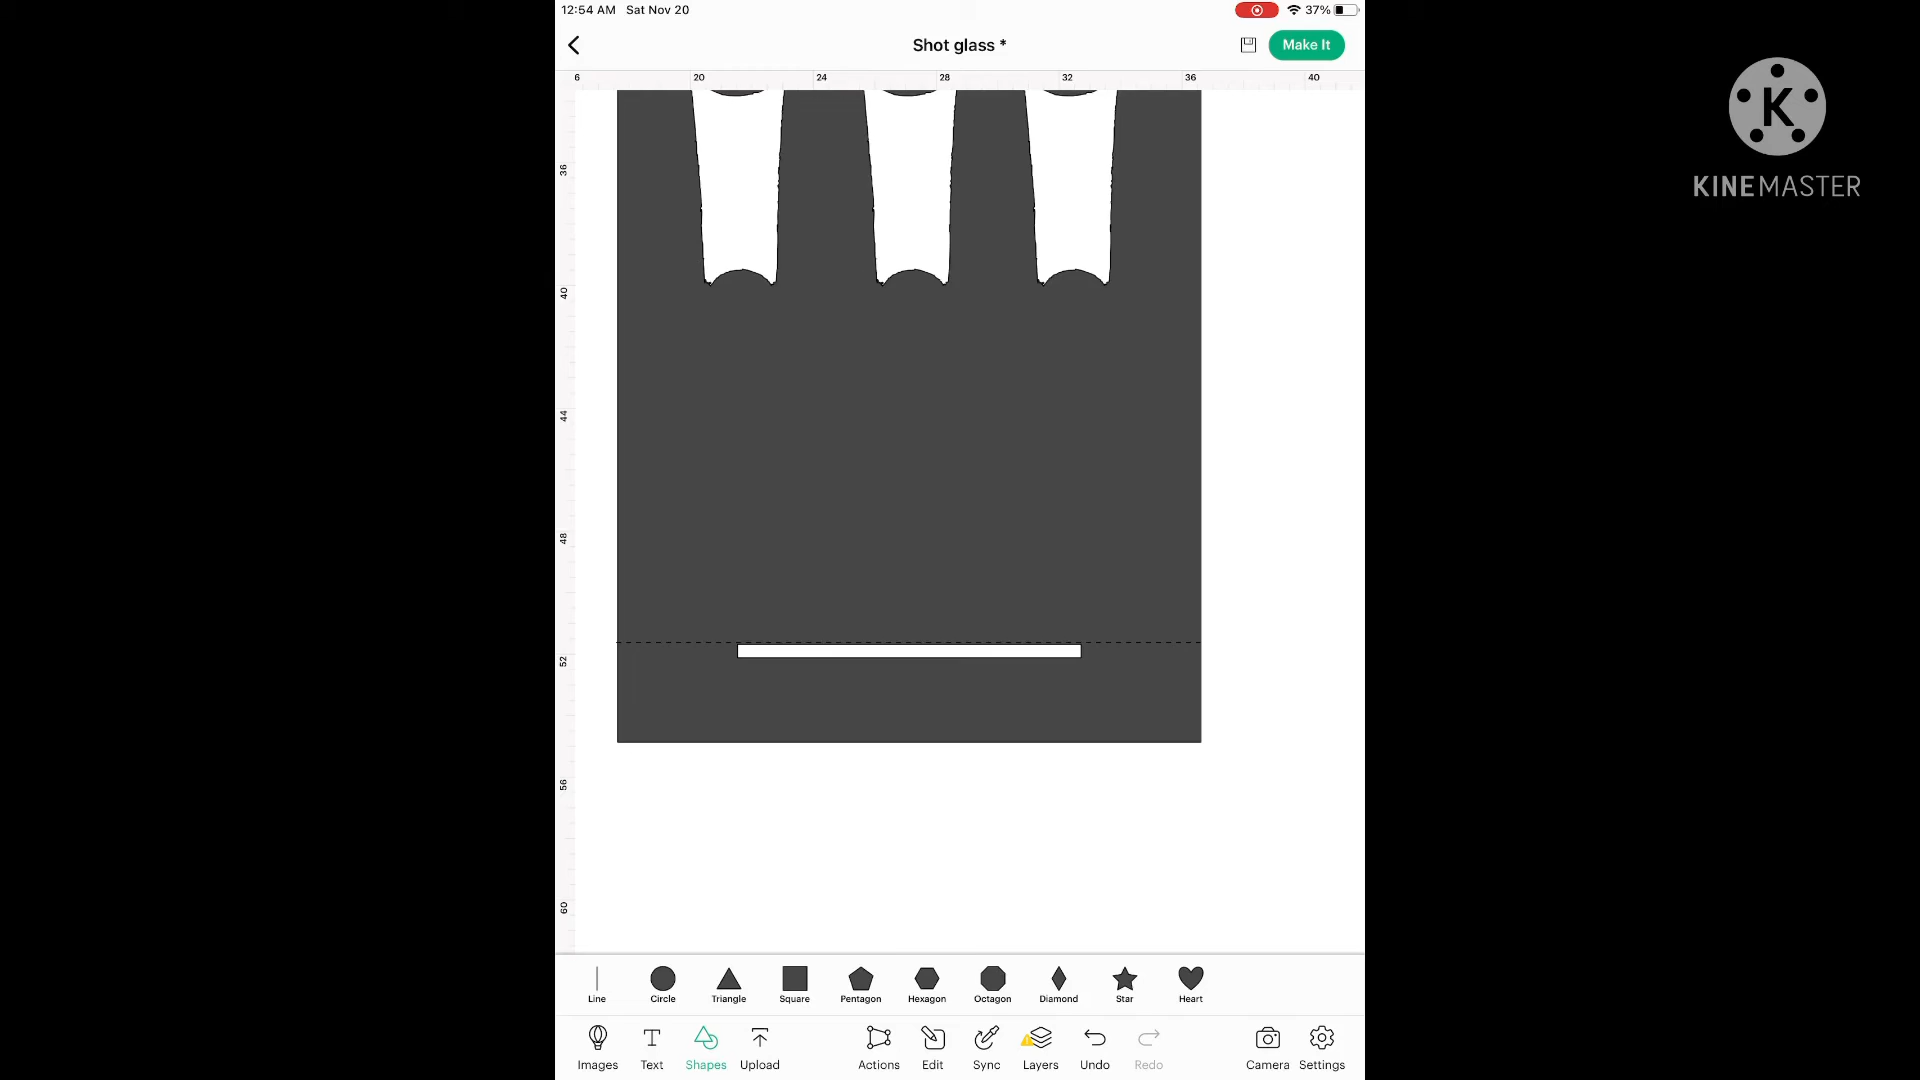 12:54 AM Sat Nov 20
37%
Shot glass *
Make It
6 20 24 28 32 36 40
36
40
44
48
52
56
60
Line Circle Triangle Square Pentagon Hexagon Octagon Diamond Star Heart
Images Text Shapes Upload Actions Edit Sync Layers Undo Redo Camera Settings
K
KINEMASTER